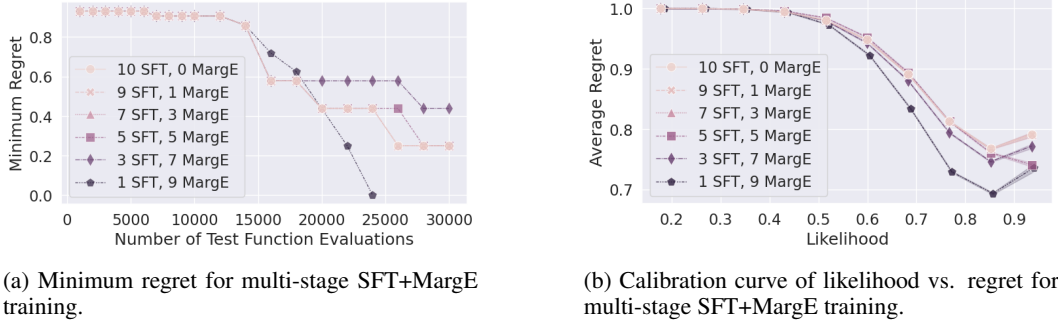 Minimum Regret
0.8
0.6
0.4
0.2
0.0
10 SFT, 0 MargE
9 SFT, 1 MargE
7 SFT, 3 MargE
5 SFT, 5 MargE
3 SFT, 7 MargE
1 SFT, 9 MargE
0 5000 10000 15000 20000 25000 30000
Number of Test Function Evaluations
(a) Minimum regret for multi-stage SFT+MargE
training.
Average Regret
1.0
0.9
0.8
0.7
10 SFT, 0 MargE
9 SFT, 1 MargE
7 SFT, 3 MargE
5 SFT, 5 MargE
3 SFT, 7 MargE
1 SFT, 9 MargE
0.2 0.3 0.4 0.5 0.6 0.7 0.8 0.9
Likelihood
(b) Calibration curve of likelihood vs. regret for
multi-stage SFT+MargE training.